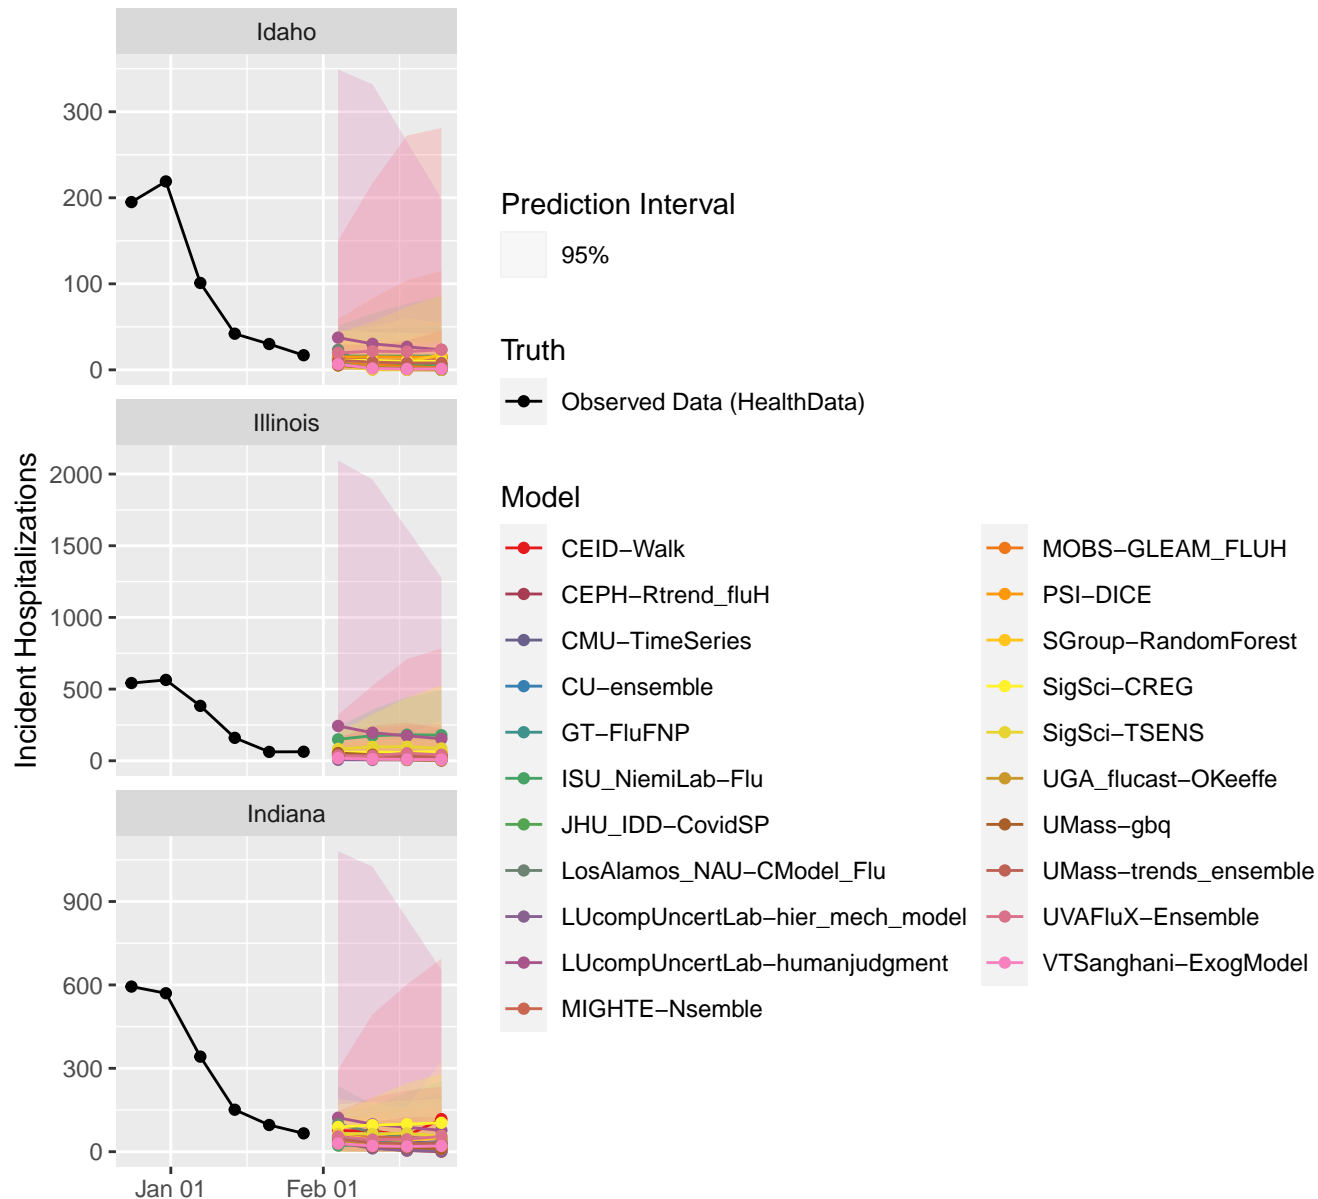 Idaho
300
200
100
0
Illinois
2000
1500
1000
500
0
Indiana
900
600
300
0
Jan 01
Feb 01
Incident Hospitalizations
Prediction Interval
95%
Truth
Observed Data (HealthData)
Model
CEID−Walk
CEPH−Rtrend_fluH
CMU−TimeSeries
CU−ensemble
GT−FluFNP
ISU_NiemiLab−Flu
JHU_IDD−CovidSP
LosAlamos_NAU−CModel_Flu
LUcompUncertLab−hier_mech_model
LUcompUncertLab−humanjudgment
MIGHTE−Nsemble
MOBS−GLEAM_FLUH
PSI−DICE
SGroup−RandomForest
SigSci−CREG
SigSci−TSENS
UGA_flucast−OKeeffe
UMass−gbq
UMass−trends_ensemble
UVAFluX−Ensemble
VTSanghani−ExogModel